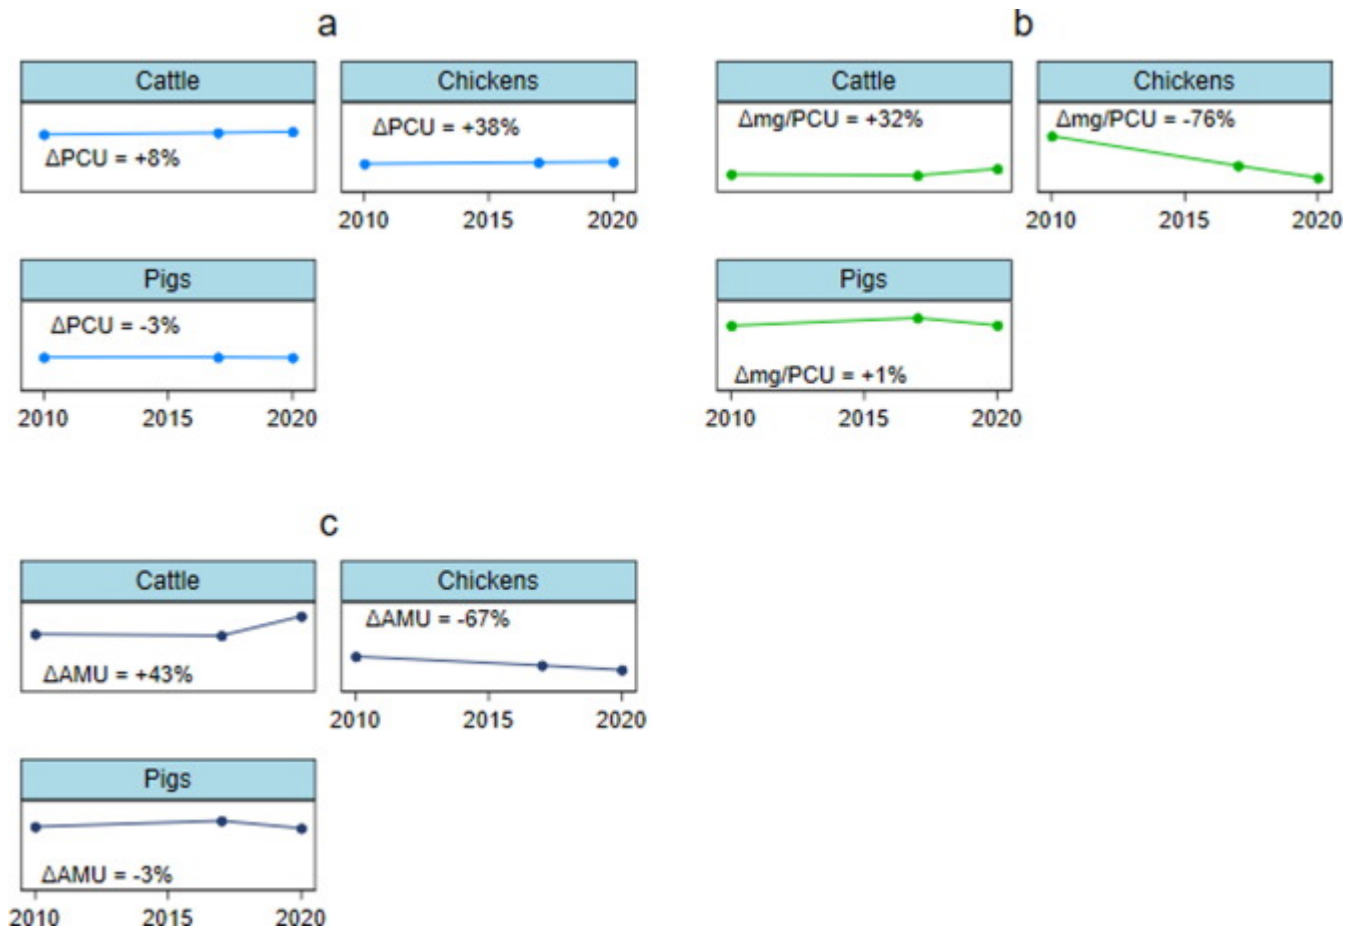 a
Cattle
Chickens
ΔPCU = +8%
ΔPCU = +38%
2010 2015 2020
Pigs
ΔPCU = -3%
2010 2015 2020
b
Cattle
Chickens
Δmg/PCU = +32%
Δmg/PCU = -76%
2010 2015 2020
Pigs
Δmg/PCU = +1%
2010 2015 2020
c
Cattle
Chickens
ΔAMU = +43%
ΔAMU = -67%
2010 2015 2020
Pigs
ΔAMU = -3%
2010 2015 2020